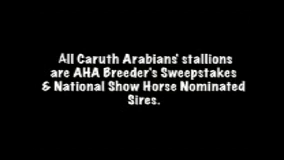 All Caruth Arabians' stallions
are AHA Breeder's Sweepstakes
& National Show Horse Nominated
Sires.